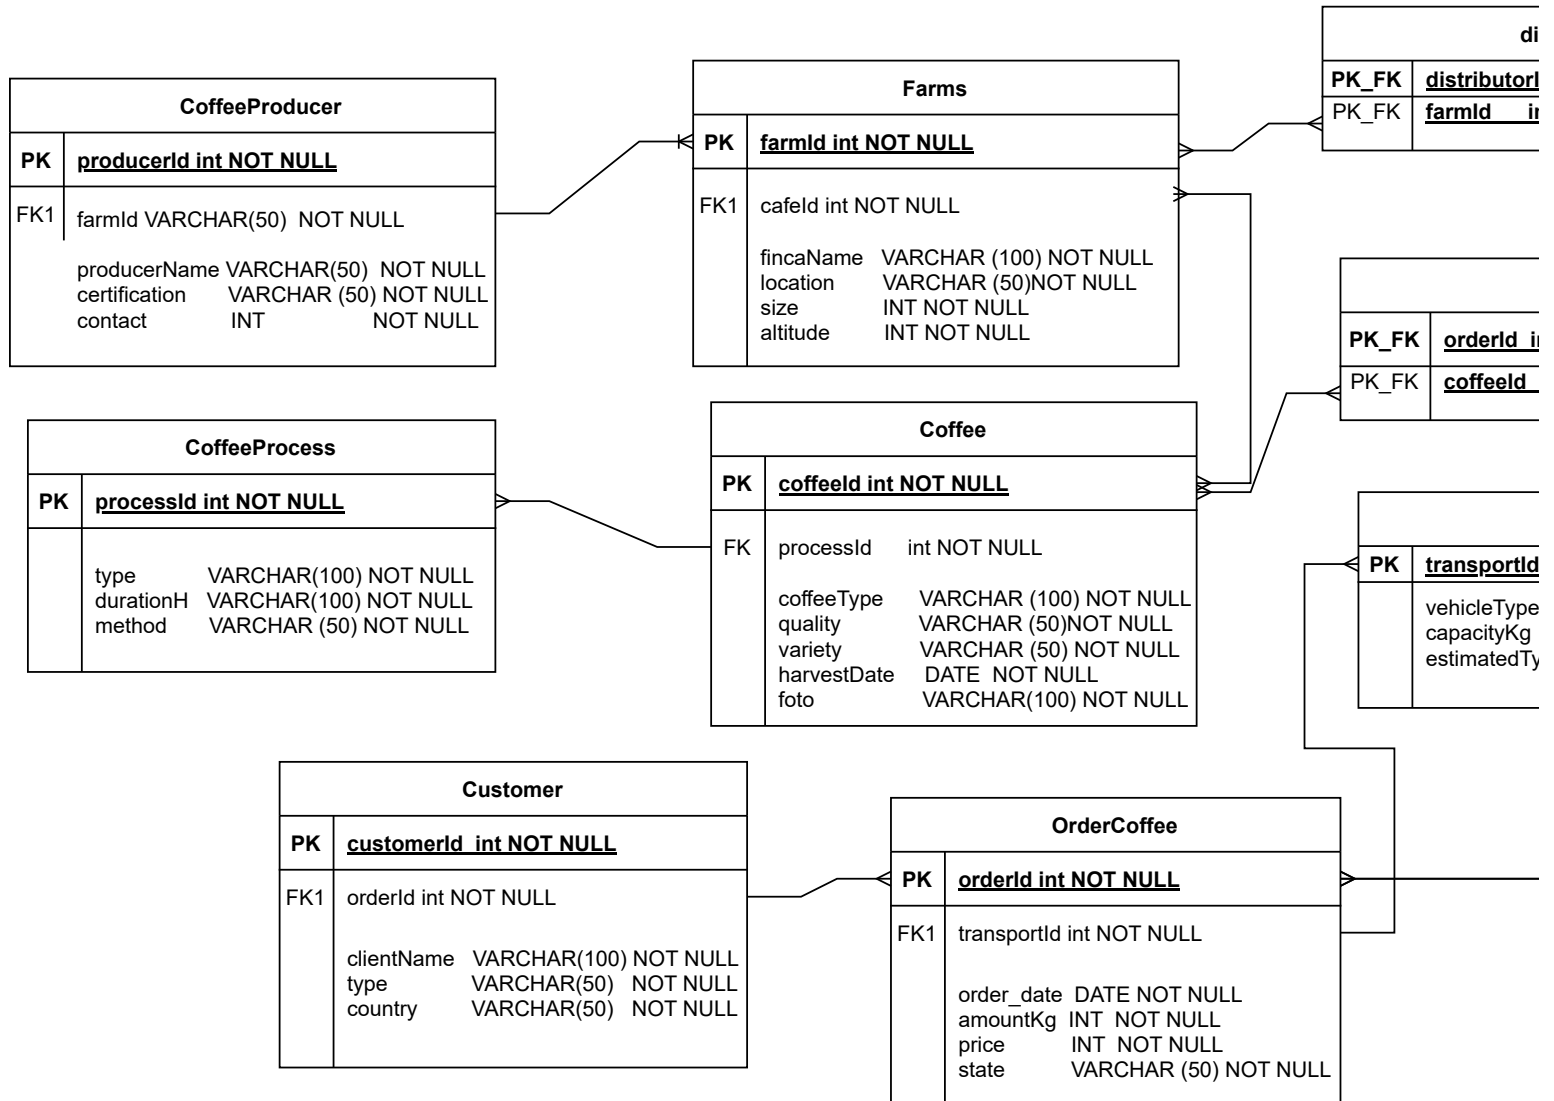 CoffeeProducer
PK producerId int NOT NULL
FK1 farmId VARCHAR(50) NOT NULL
producerName VARCHAR(50) NOT NULL
certification VARCHAR (50) NOT NULL
contact INT NOT NULL
Farms
PK farmId int NOT NULL
FK1 cafeId int NOT NULL
fincaName VARCHAR (100) NOT NULL
location VARCHAR (50)NOT NULL
size INT NOT NULL
altitude INT NOT NULL
PK_FK
PK_FK farmId
PK_FK orderId
PK_FK coffeeId
CoffeeProcess
PK processId int NOT NULL
type VARCHAR(100) NOT NULL
durationH VARCHAR(100) NOT NULL
method VARCHAR (50) NOT NULL
Coffee
PK coffeeId int NOT NULL
FK processId int NOT NULL
coffeeType VARCHAR (100) NOT NULL
quality VARCHAR (50)NOT NULL
variety VARCHAR (50) NOT NULL
harvestDate DATE NOT NULL
foto VARCHAR(100) NOT NULL
PK transportId
vehicleType
capacityKg
Customer
PK customerId int NOT NULL
FK1 orderId int NOT NULL
clientName VARCHAR(100) NOT NULL
type VARCHAR(50) NOT NULL
country VARCHAR(50) NOT NULL
OrderCoffee
PK orderId int NOT NULL
FK1 transportId int NOT NULL
order_date DATE NOT NULL
amountKg INT NOT NULL
price INT NOT NULL
state VARCHAR (50) NOT NULL